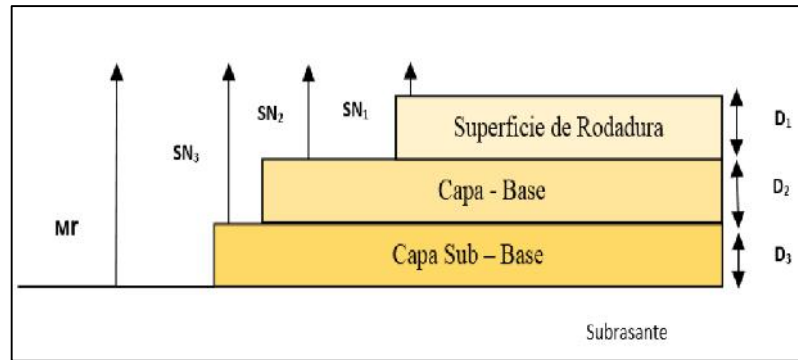 SN₁
SN₂
SN₃
Mr
Superficie de Rodadura
Capa - Base
Capa Sub – Base
D₁
D₂
D₃
Subrasante